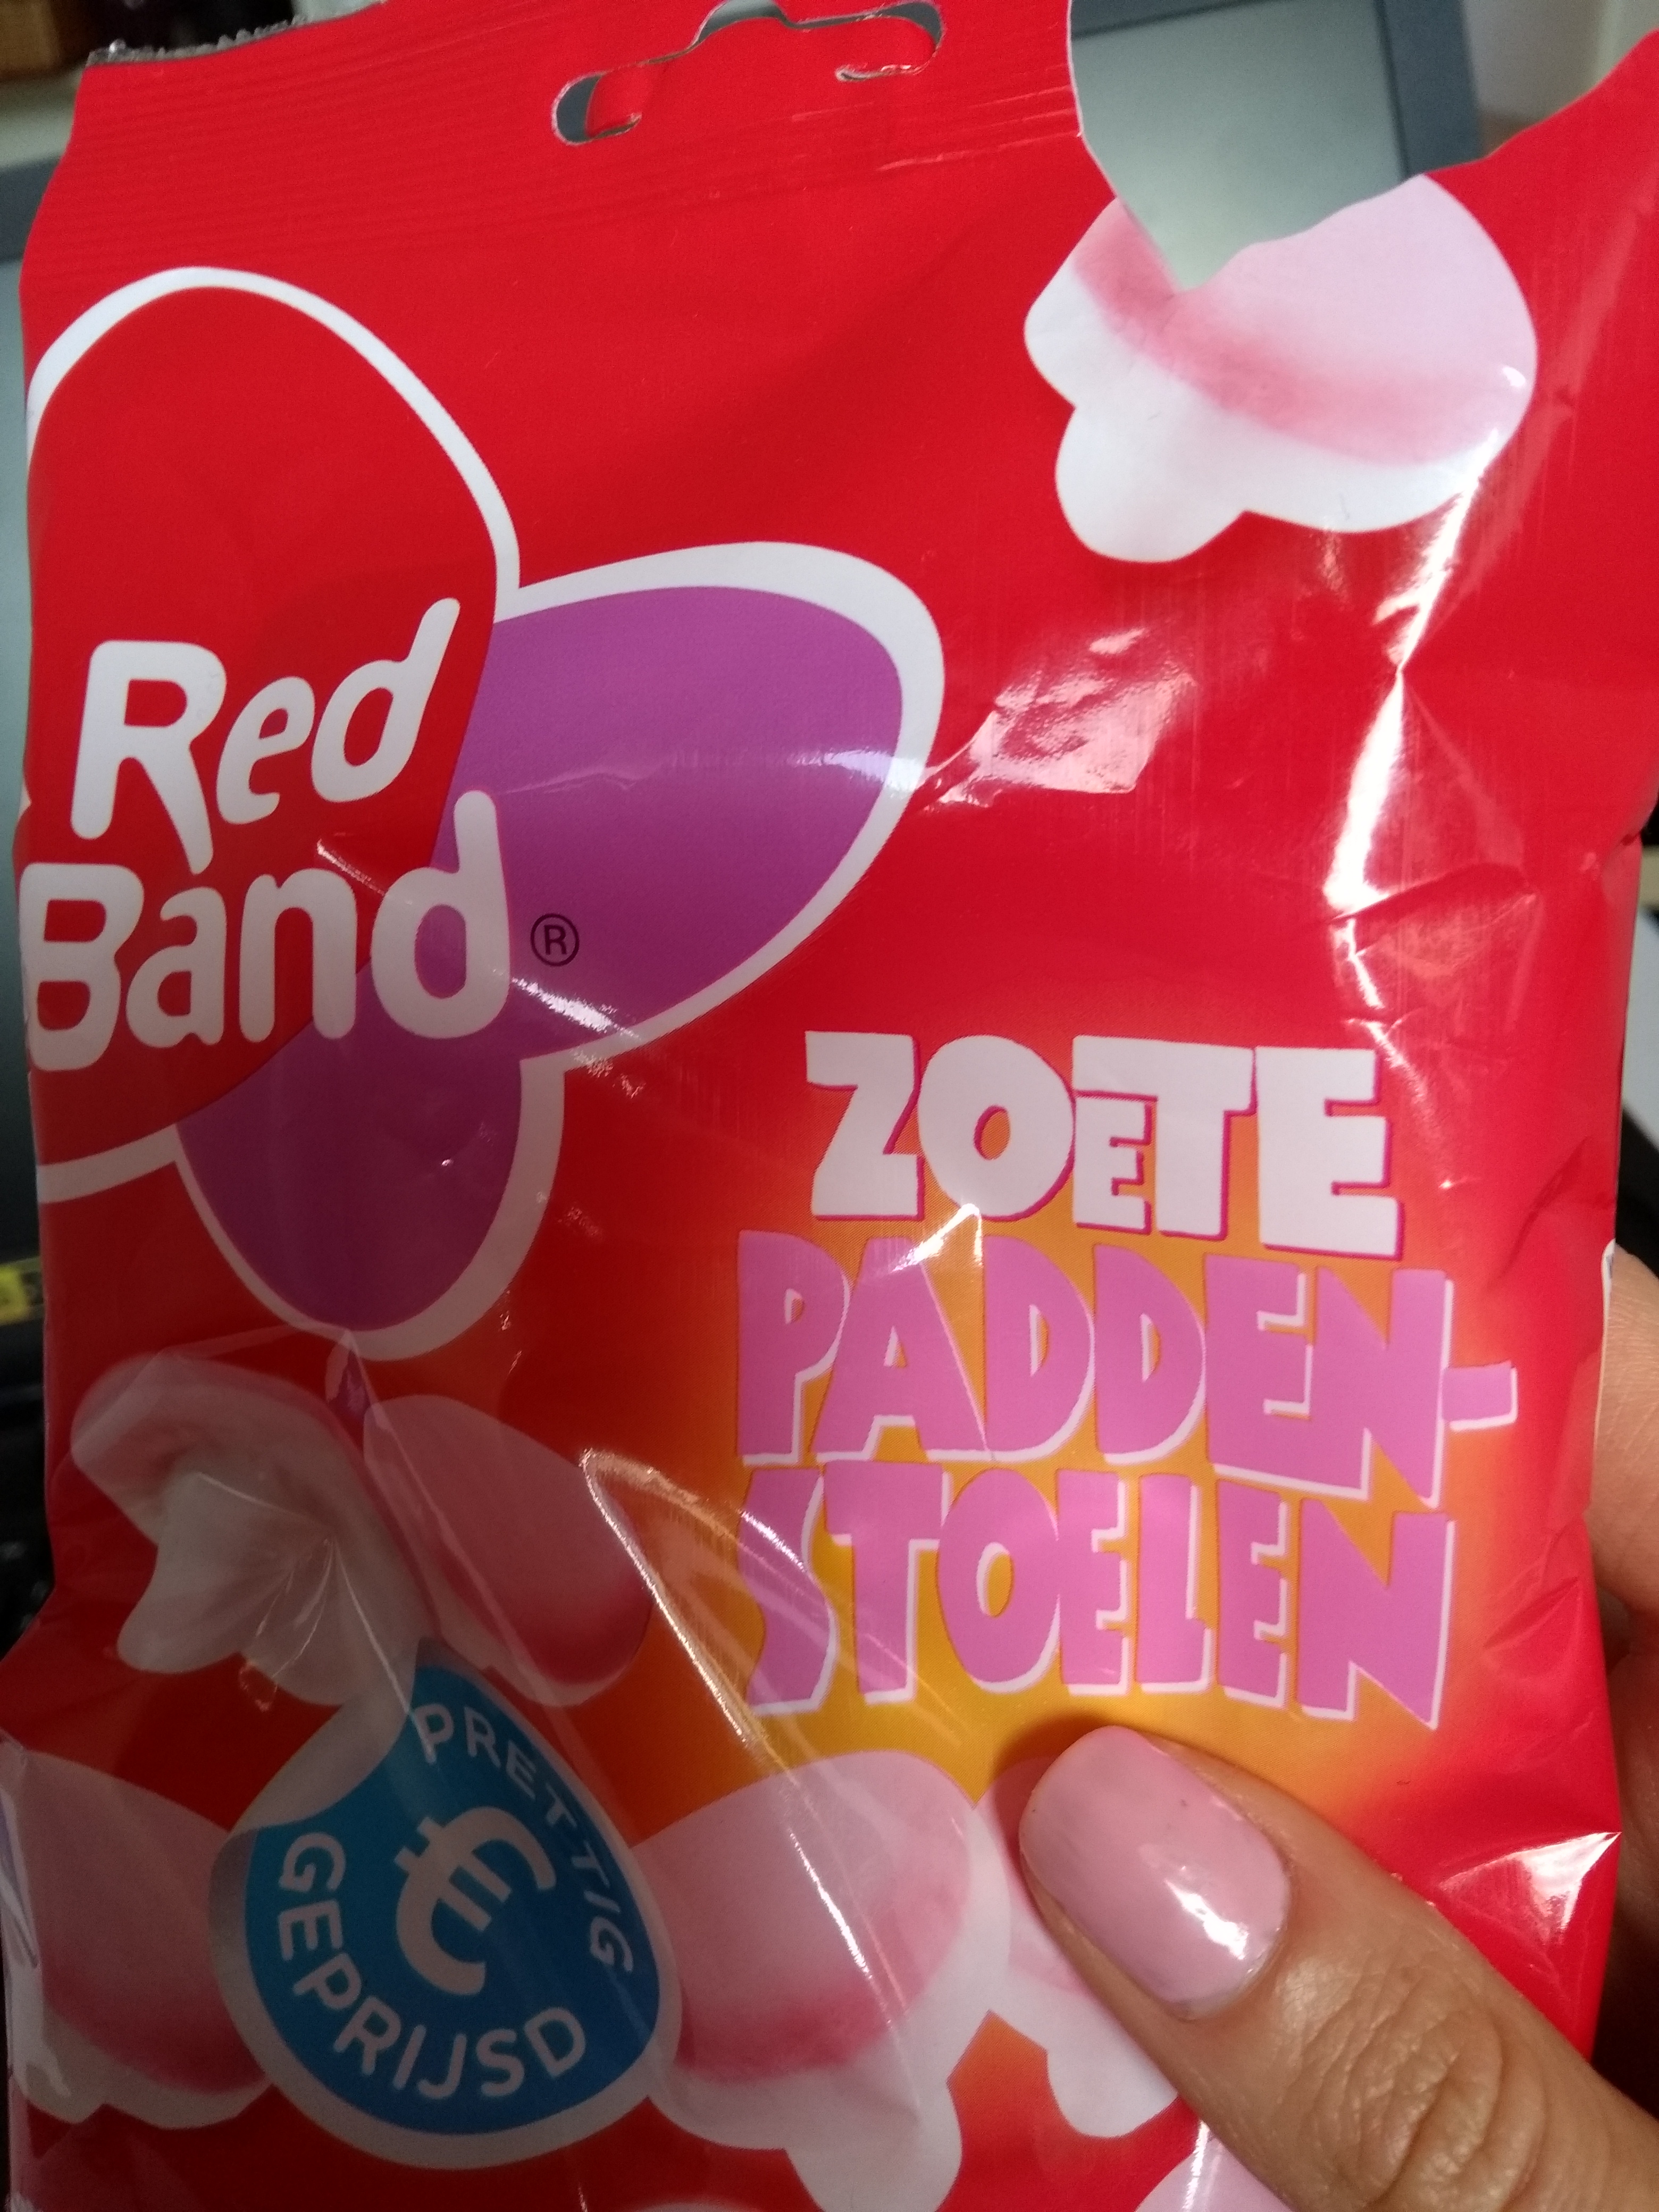 Red
Band®
ZOETE
PADDEN-
STOELEN
PRETTIG
€
GEPRIJSD